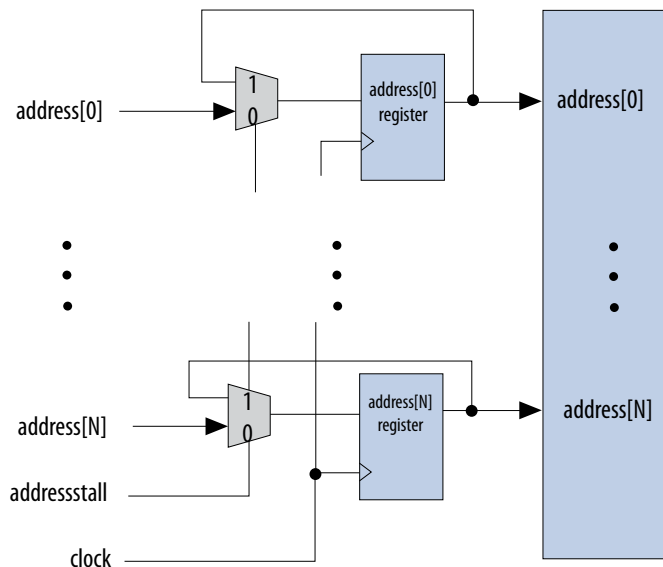 1
address[0]
register
address[0]
0
address[0]
1
address[N]
register
address[N]
0
address[N]
addressstall
clock